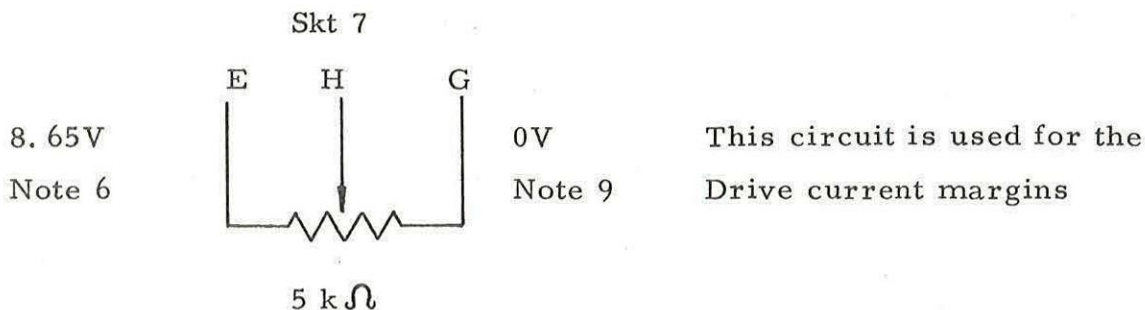 Skt 7
E H G
8.65V 0V This circuit is used for the
Note 6 Note 9 Drive current margins
5 kΩ